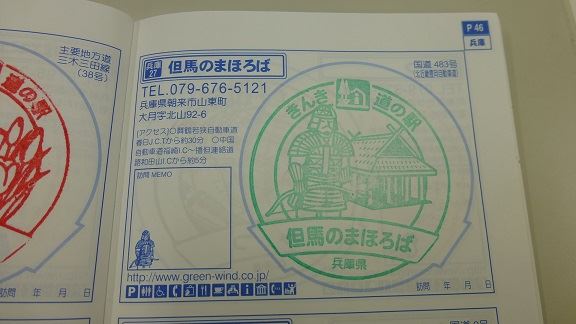 P 46
兵庫
主要地方道
三木三田線
(38号)
道の駅
兵庫
27
但馬のまほろば
国道 483号
(北近畿豊岡自動車道)
TEL.079-676-5121
兵庫県朝来市山東町
大月字北山92-6
[アクセス]○舞鶴若狭自動車道
春日J.C.Tから約30分 ○中国
自動車道福崎I.C〜播但連絡道
路和田山I.Cから約5分
訪問 MEMO
きんき 道の駅
但馬のまほろば
兵庫県
http://www.green-wind.co.jp/
訪問 年 月 日
訪問 年 月 日